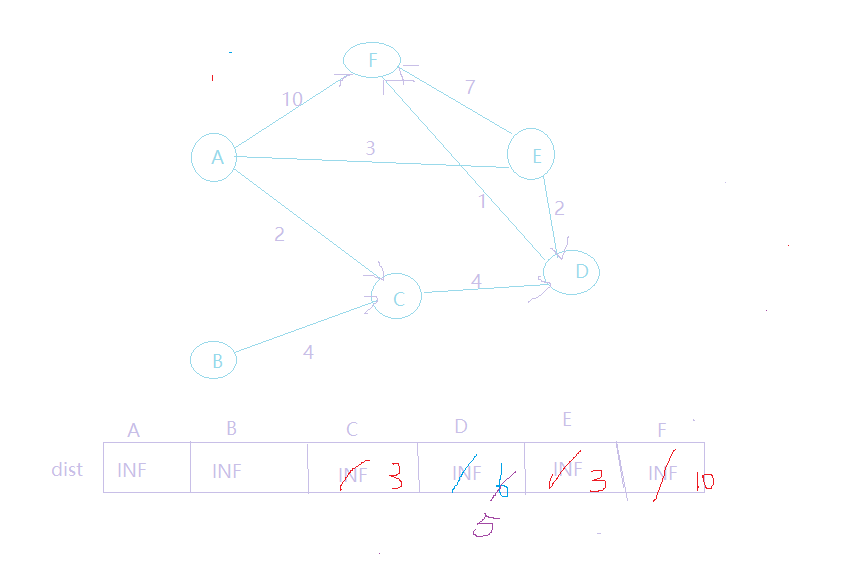 F
10
7
A
3
E
1
2
2
D
4
C
4
B
A B C D E F
dist INF INF INF 3 INF 6 INF 3 INF 10
5